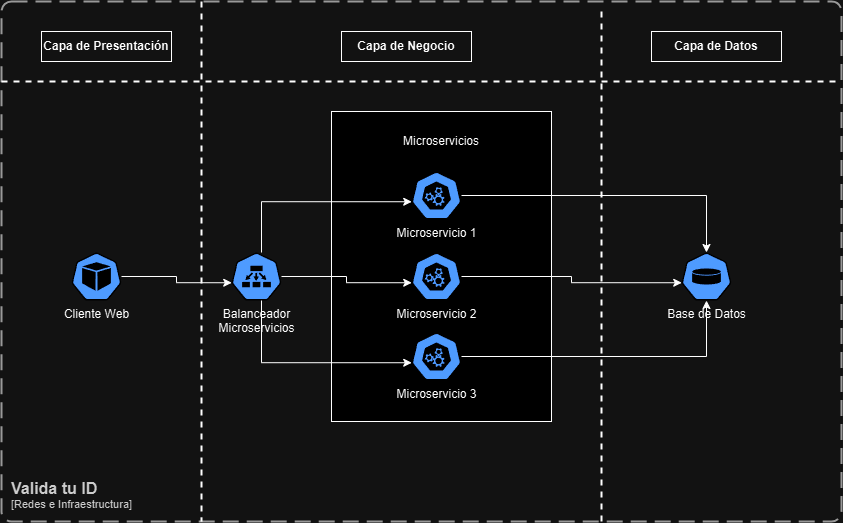 Capa de Presentación
Capa de Negocio
Capa de Datos
Microservicios
Microservicio 1
Cliente Web
Balanceador
Microservicios
Microservicio 2
Base de Datos
Microservicio 3
Valida tu ID
[Redes e Infraestructura]